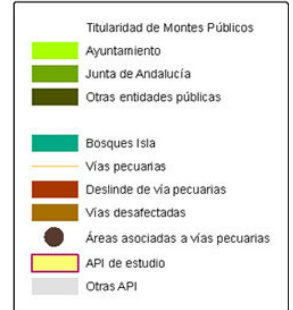 Titularidad de Montes Públicos
Ayuntamiento
Junta de Andalucía
Otras entidades públicas
Bosques Isla
Vías pecuarias
Deslinde de vía pecuarias
Vías desafectadas
Áreas asociadas a vías pecuarias
API de estudio
Otras API